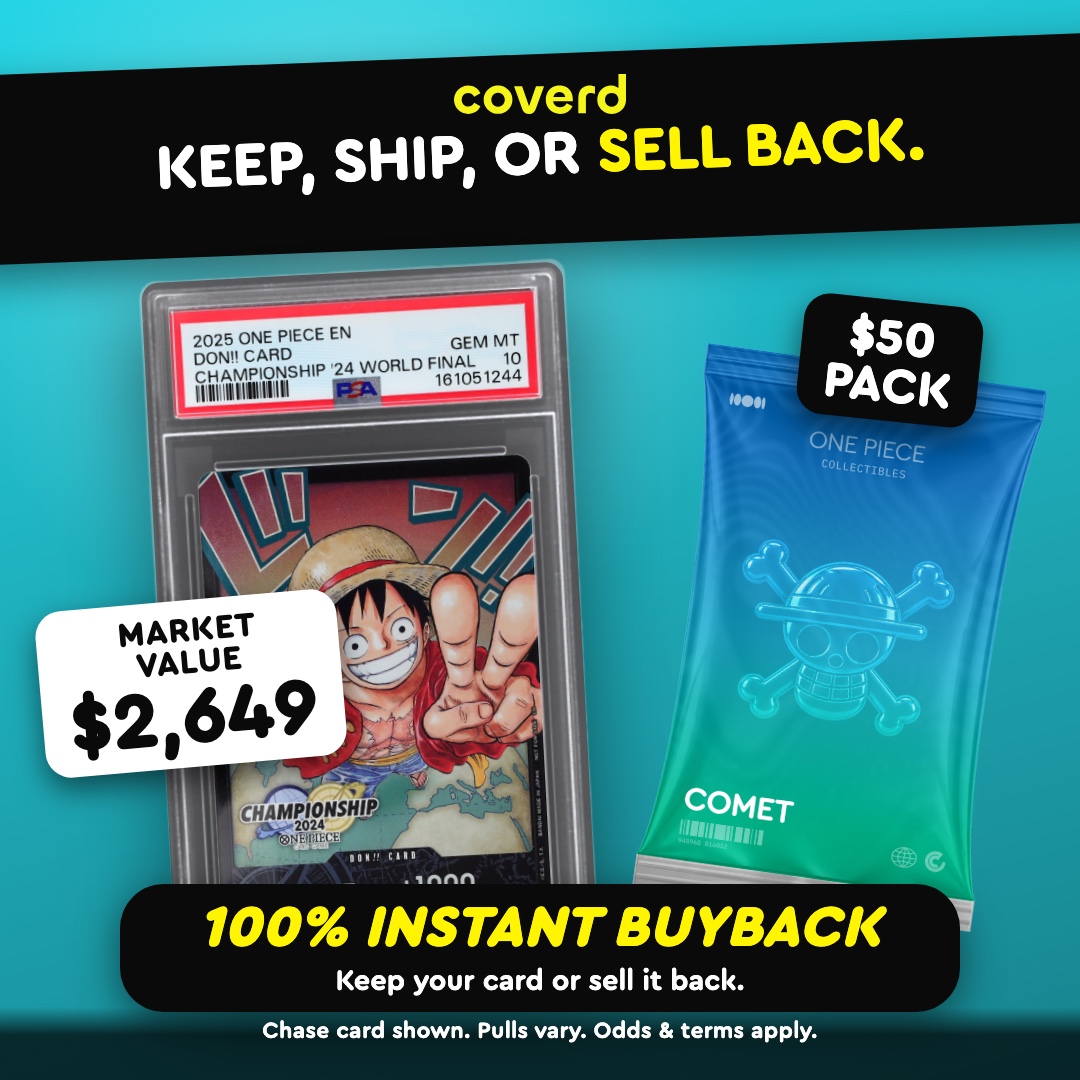 coverd
KEEP, SHIP, OR SELL BACK.
2025 ONE PIECE EN
DON!! CARD
CHAMPIONSHIP '24 WORLD FINAL
GEM MT
10
161051244
PSA
$50
PACK
ONE PIECE
COLLECTIBLES
MARKET
VALUE
$2,649
CHAMPIONSHIP
2024
ONE PIECE
DON!! CARD
COMET
100% INSTANT BUYBACK
Keep your card or sell it back.
Chase card shown. Pulls vary. Odds & terms apply.